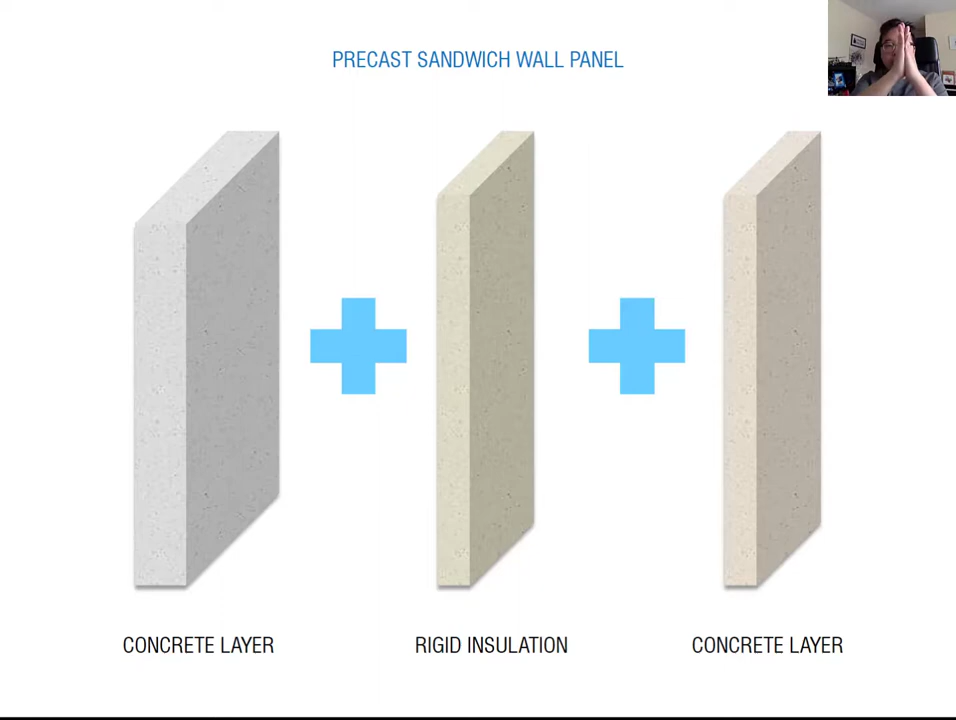 PRECAST SANDWICH WALL PANEL
CONCRETE LAYER
RIGID INSULATION
CONCRETE LAYER